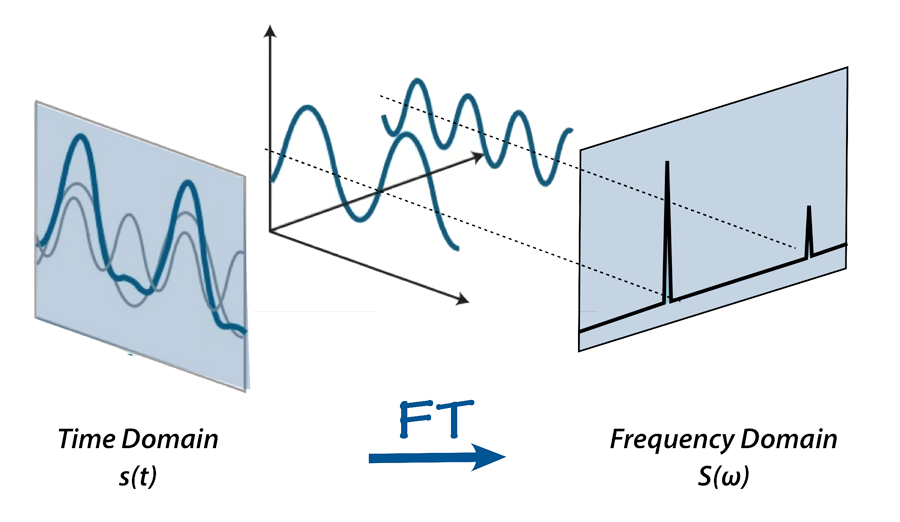 FT
Time Domain
s(t)
Frequency Domain
S(ω)